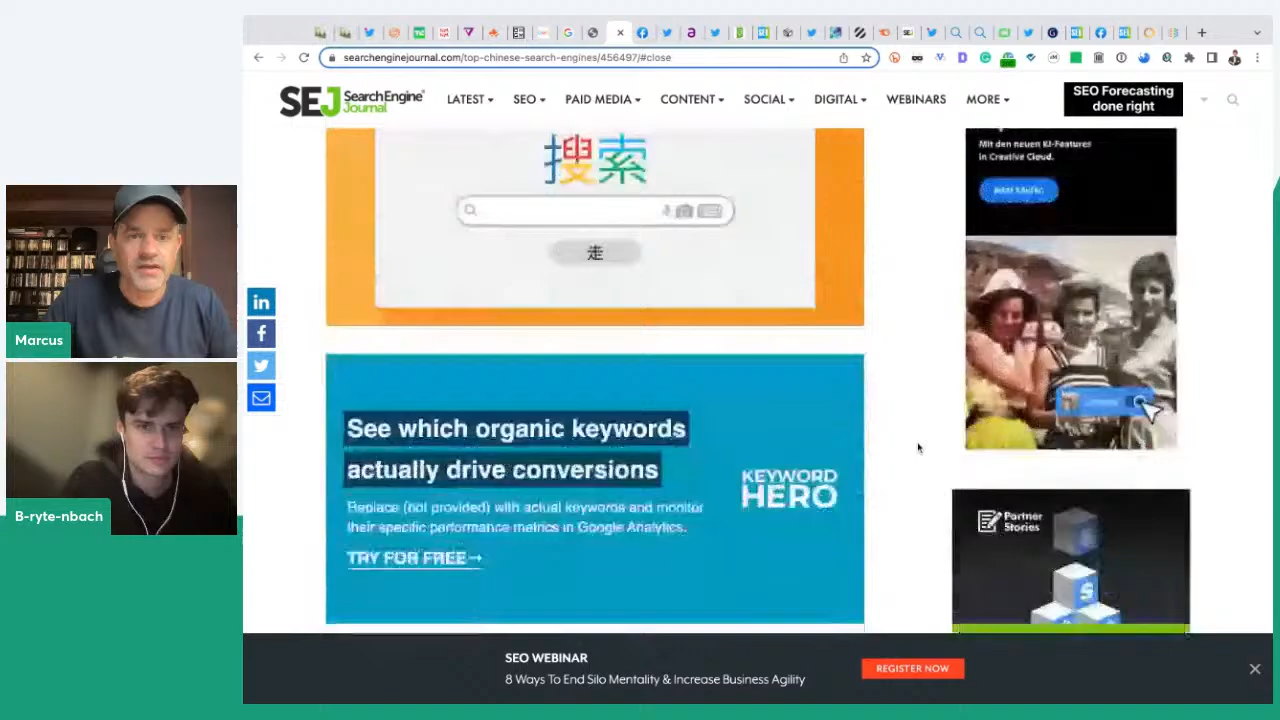 searchenginejournal.com/top-chinese-search-engines/456497/#close
SEJ SearchEngine Journal
LATEST
SEO
PAID MEDIA
CONTENT
SOCIAL
DIGITAL
WEBINARS
MORE
SEO Forecasting
done right
搜索
走
Mit den neuen KI-Features
in Creative Cloud.
Marcus
B-ryte-nbach
See which organic keywords
actually drive conversions
Replace (not provided) with actual keywords and monitor
their specific performance metrics in Google Analytics.
TRY FOR FREE→
KEYWORD
HERO
Partner
Stories
SEO WEBINAR
8 Ways To End Silo Mentality & Increase Business Agility
REGISTER NOW